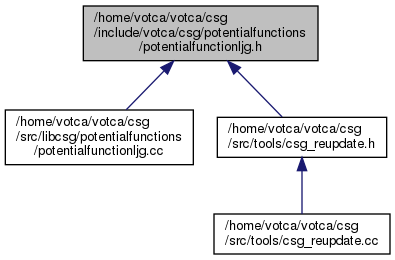 /home/votca/votca/csg
/include/votca/csg/potentialfunctions
/potentialfunctionljg.h
/home/votca/votca/csg
/src/libcsg/potentialfunctions
/potentialfunctionljg.cc
/home/votca/votca/csg
/src/tools/csg_reupdate.h
/home/votca/votca/csg
/src/tools/csg_reupdate.cc